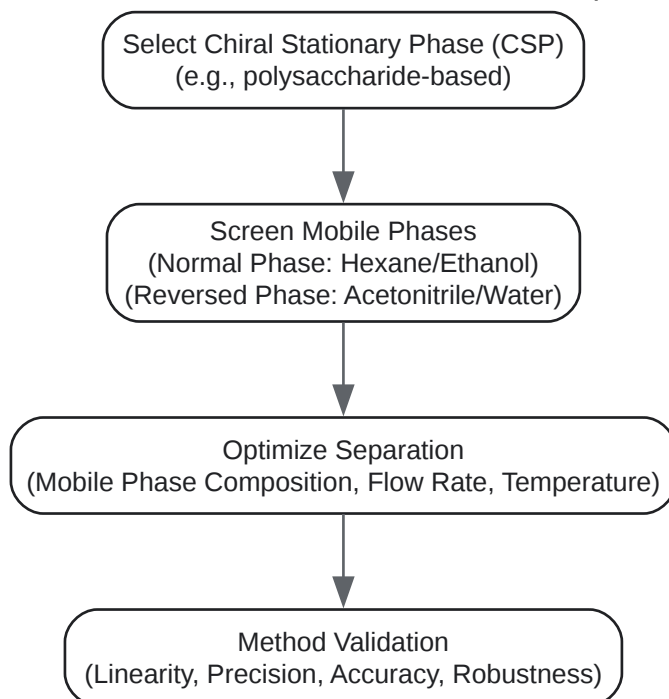 Select Chiral Stationary Phase (CSP)
(e.g., polysaccharide-based)
Screen Mobile Phases
(Normal Phase: Hexane/Ethanol)
(Reversed Phase: Acetonitrile/Water)
Optimize Separation
(Mobile Phase Composition, Flow Rate, Temperature)
Method Validation
(Linearity, Precision, Accuracy, Robustness)